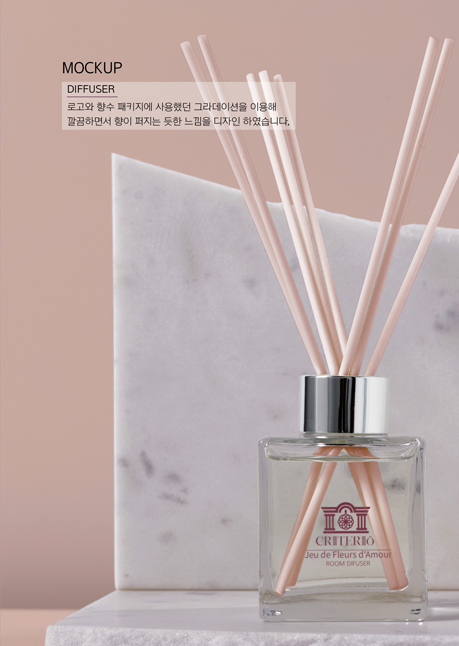 MOCKUP
DIFFUSER
로고와 향수 패키지에 사용했던 그라데이션을 이용해
깔끔하면서 향이 퍼지는 듯한 느낌을 디자인 하였습니다.
CRITERIO
Jeu de Fleurs d'Amour
ROOM DIFUSER